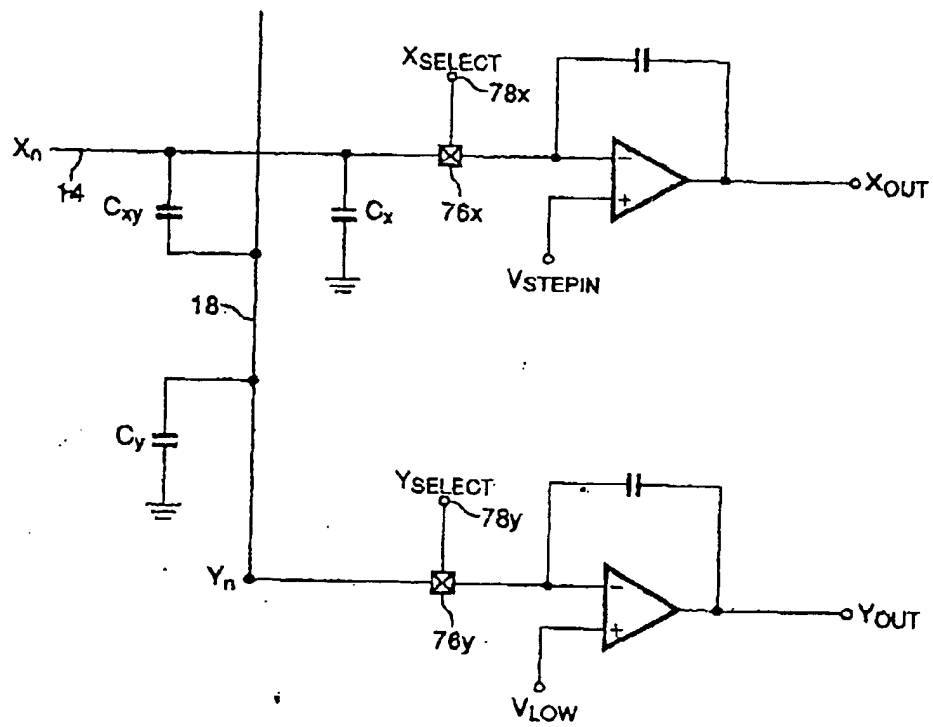 XSELECT
78x
Xn
14
Cxy
Cx
76x
−
+
XOUT
VSTEPIN
18
Cy
YSELECT
78y
Yn
76y
−
+
YOUT
VLOW